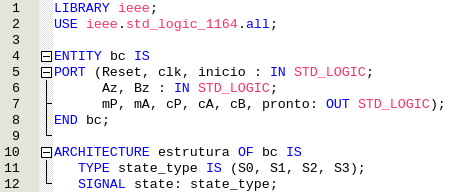 1 LIBRARY ieee;
2 USE ieee.std_logic_1164.all;
3
4 ENTITY bc IS
5 PORT (Reset, clk, inicio : IN STD_LOGIC;
6 Az, Bz : IN STD_LOGIC;
7 mP, mA, cP, cA, cB, pronto: OUT STD_LOGIC);
8 END bc;
9
10 ARCHITECTURE estrutura OF bc IS
11 TYPE state_type IS (S0, S1, S2, S3);
12 SIGNAL state: state_type;